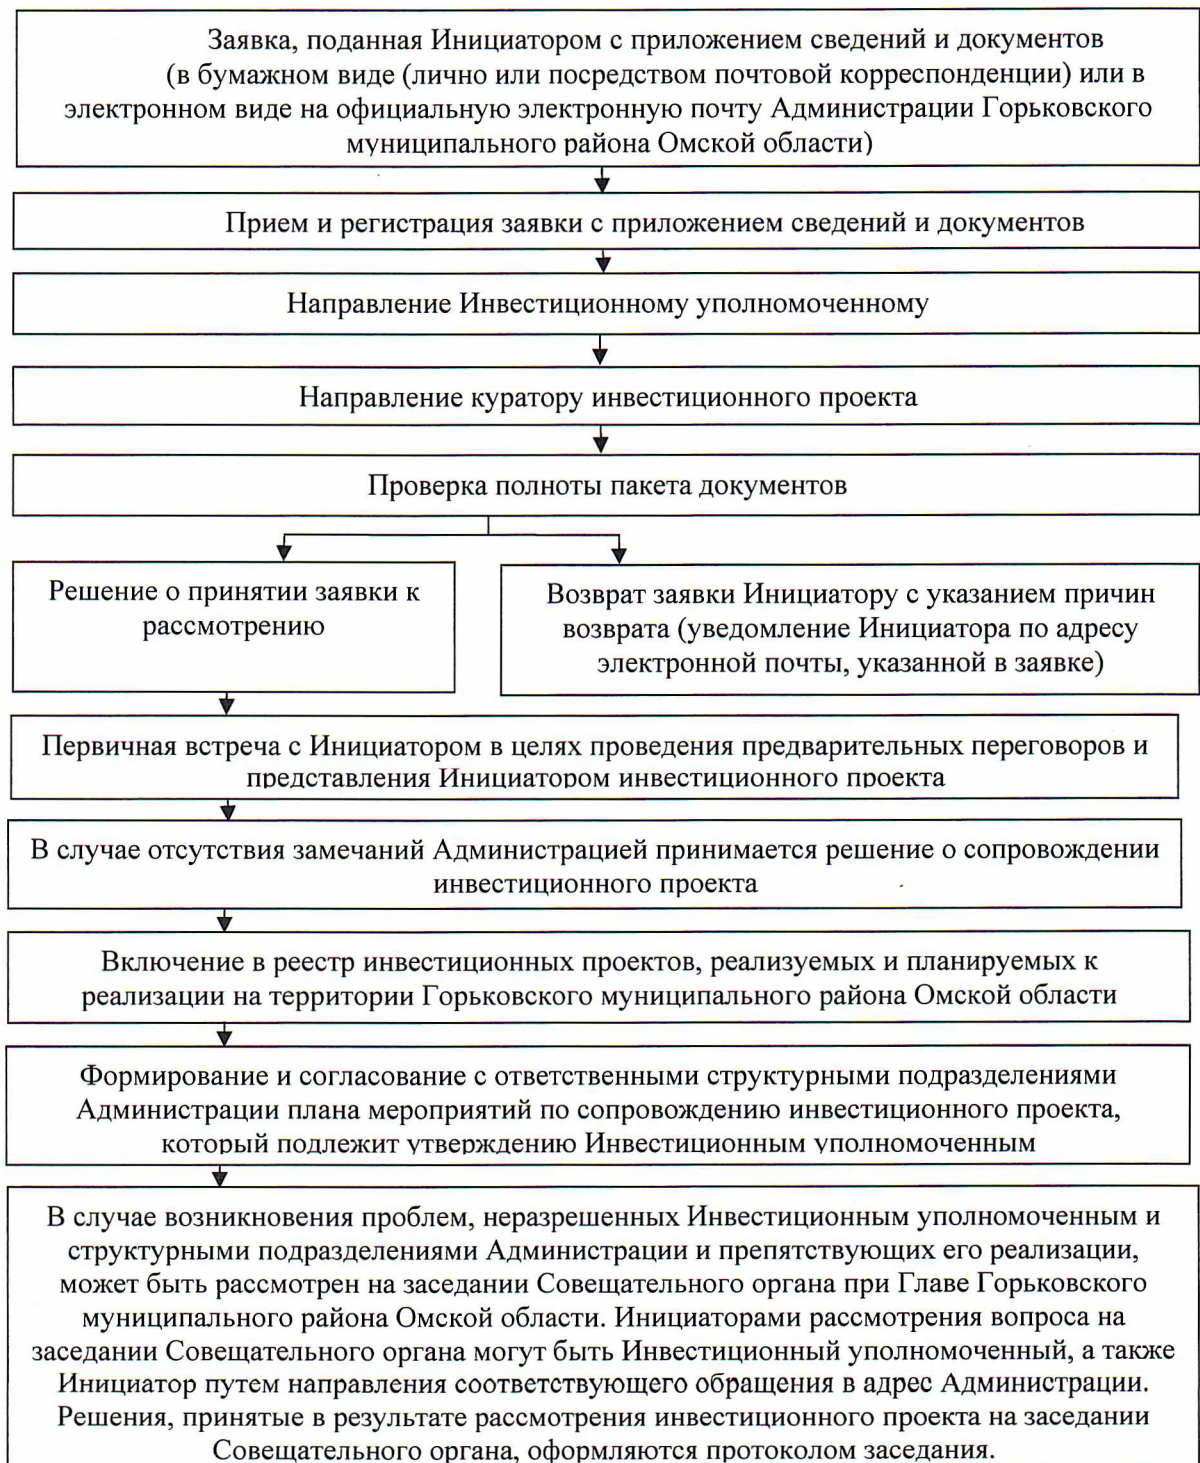 Заявка, поданная Инициатором с приложением сведений и документов
(в бумажном виде (лично или посредством почтовой корреспонденции) или в
электронном виде на официальную электронную почту Администрации Горьковского
муниципального района Омской области)
Прием и регистрация заявки с приложением сведений и документов
Направление Инвестиционному уполномоченному
Направление куратору инвестиционного проекта
Проверка полноты пакета документов
Решение о принятии заявки к
рассмотрению
Возврат заявки Инициатору с указанием причин
возврата (уведомление Инициатора по адресу
электронной почты, указанной в заявке)
Первичная встреча с Инициатором в целях проведения предварительных переговоров и
представления Инициатором инвестиционного проекта
В случае отсутствия замечаний Администрацией принимается решение о сопровождении
инвестиционного проекта
Включение в реестр инвестиционных проектов, реализуемых и планируемых к
реализации на территории Горьковского муниципального района Омской области
Формирование и согласование с ответственными структурными подразделениями
Администрации плана мероприятий по сопровождению инвестиционного проекта,
который подлежит утверждению Инвестиционным уполномоченным
В случае возникновения проблем, неразрешенных Инвестиционным уполномоченным и
структурными подразделениями Администрации и препятствующих его реализации,
может быть рассмотрен на заседании Совещательного органа при Главе Горьковского
муниципального района Омской области. Инициаторами рассмотрения вопроса на
заседании Совещательного органа могут быть Инвестиционный уполномоченный, а также
Инициатор путем направления соответствующего обращения в адрес Администрации.
Решения, принятые в результате рассмотрения инвестиционного проекта на заседании
Совещательного органа, оформляются протоколом заседания.